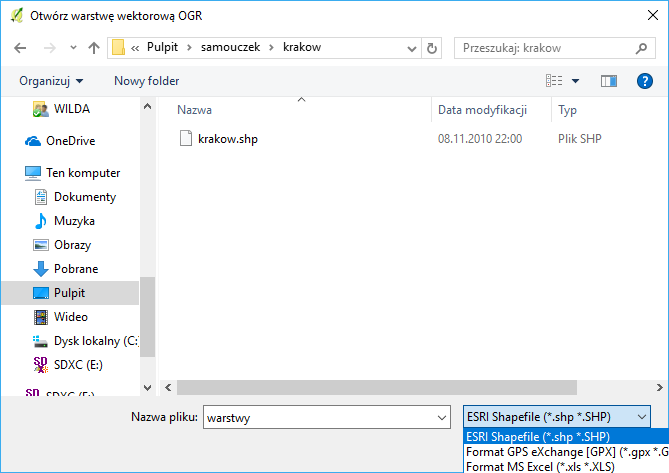 Otwórz warstwę wektorową OGR
« Pulpit > samouczek > krakow
Przeszukaj: krakow
Organizuj
Nowy folder
WILDA
OneDrive
Ten komputer
Dokumenty
Muzyka
Obrazy
Pobrane
Pulpit
Wideo
Dysk lokalny (C:
SDXC (E:)
SDXC (E:)
Nazwa
Data modyfikacji
Typ
krakow.shp
08.11.2010 22:00
Plik SHP
Nazwa pliku:
warstwy
ESRI Shapefile (*.shp *.SHP)
ESRI Shapefile (*.shp *.SHP)
Format GPS eXchange [GPX] (*.gpx *.G
Format MS Excel (*.xls *.XLS)